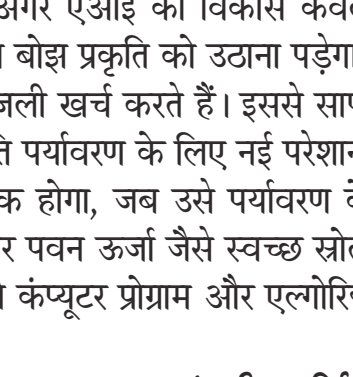 अगर एआई का विकास केव
बोझ प्रकृति को उठाना पड़ेगा
जली खर्च करते हैं। इससे सा
पर्यावरण के लिए नई परेशा
क होगा, जब उसे पर्यावरण
र पवन ऊर्जा जैसे स्वच्छ स्रो
कंप्यूटर प्रोग्राम और एल्गोरि